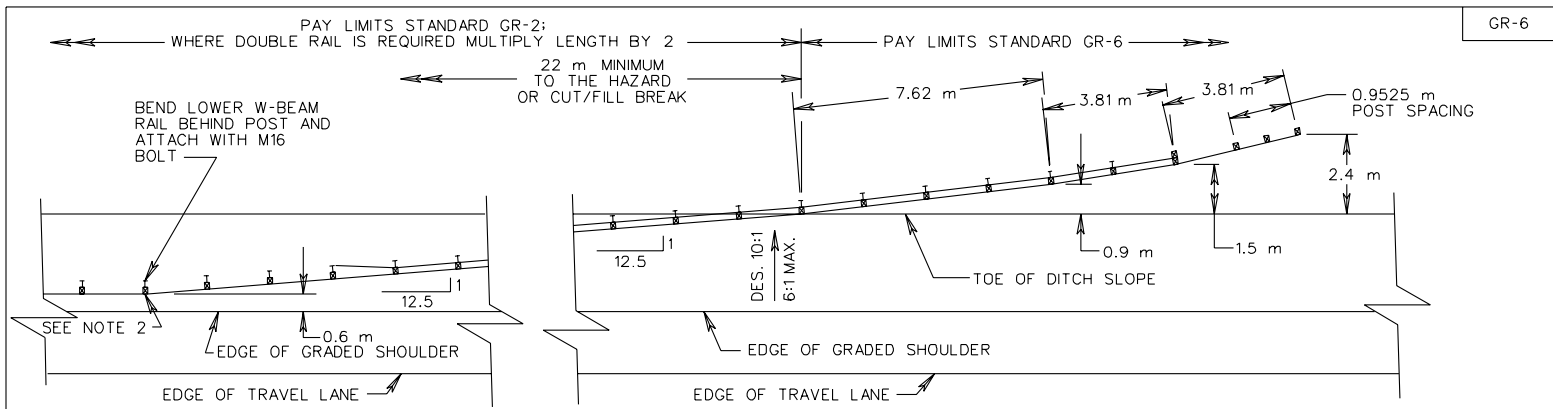 PAY LIMITS STANDARD GR-2;
WHERE DOUBLE RAIL IS REQUIRED MULTIPLY LENGTH BY 2
PAY LIMITS STANDARD GR-6
GR-6
22 m MINIMUM
TO THE HAZARD
OR CUT/FILL BREAK
7.62 m
3.81 m
3.81 m
0.9525 m
POST SPACING
BEND LOWER W-BEAM
RAIL BEHIND POST AND
ATTACH WITH M16
BOLT
2.4 m
1.5 m
0.9 m
12.5
1
12.5
1
DES. 10:1
6:1 MAX.
TOE OF DITCH SLOPE
SEE NOTE 2
0.6 m
EDGE OF GRADED SHOULDER
EDGE OF GRADED SHOULDER
EDGE OF TRAVEL LANE
EDGE OF TRAVEL LANE